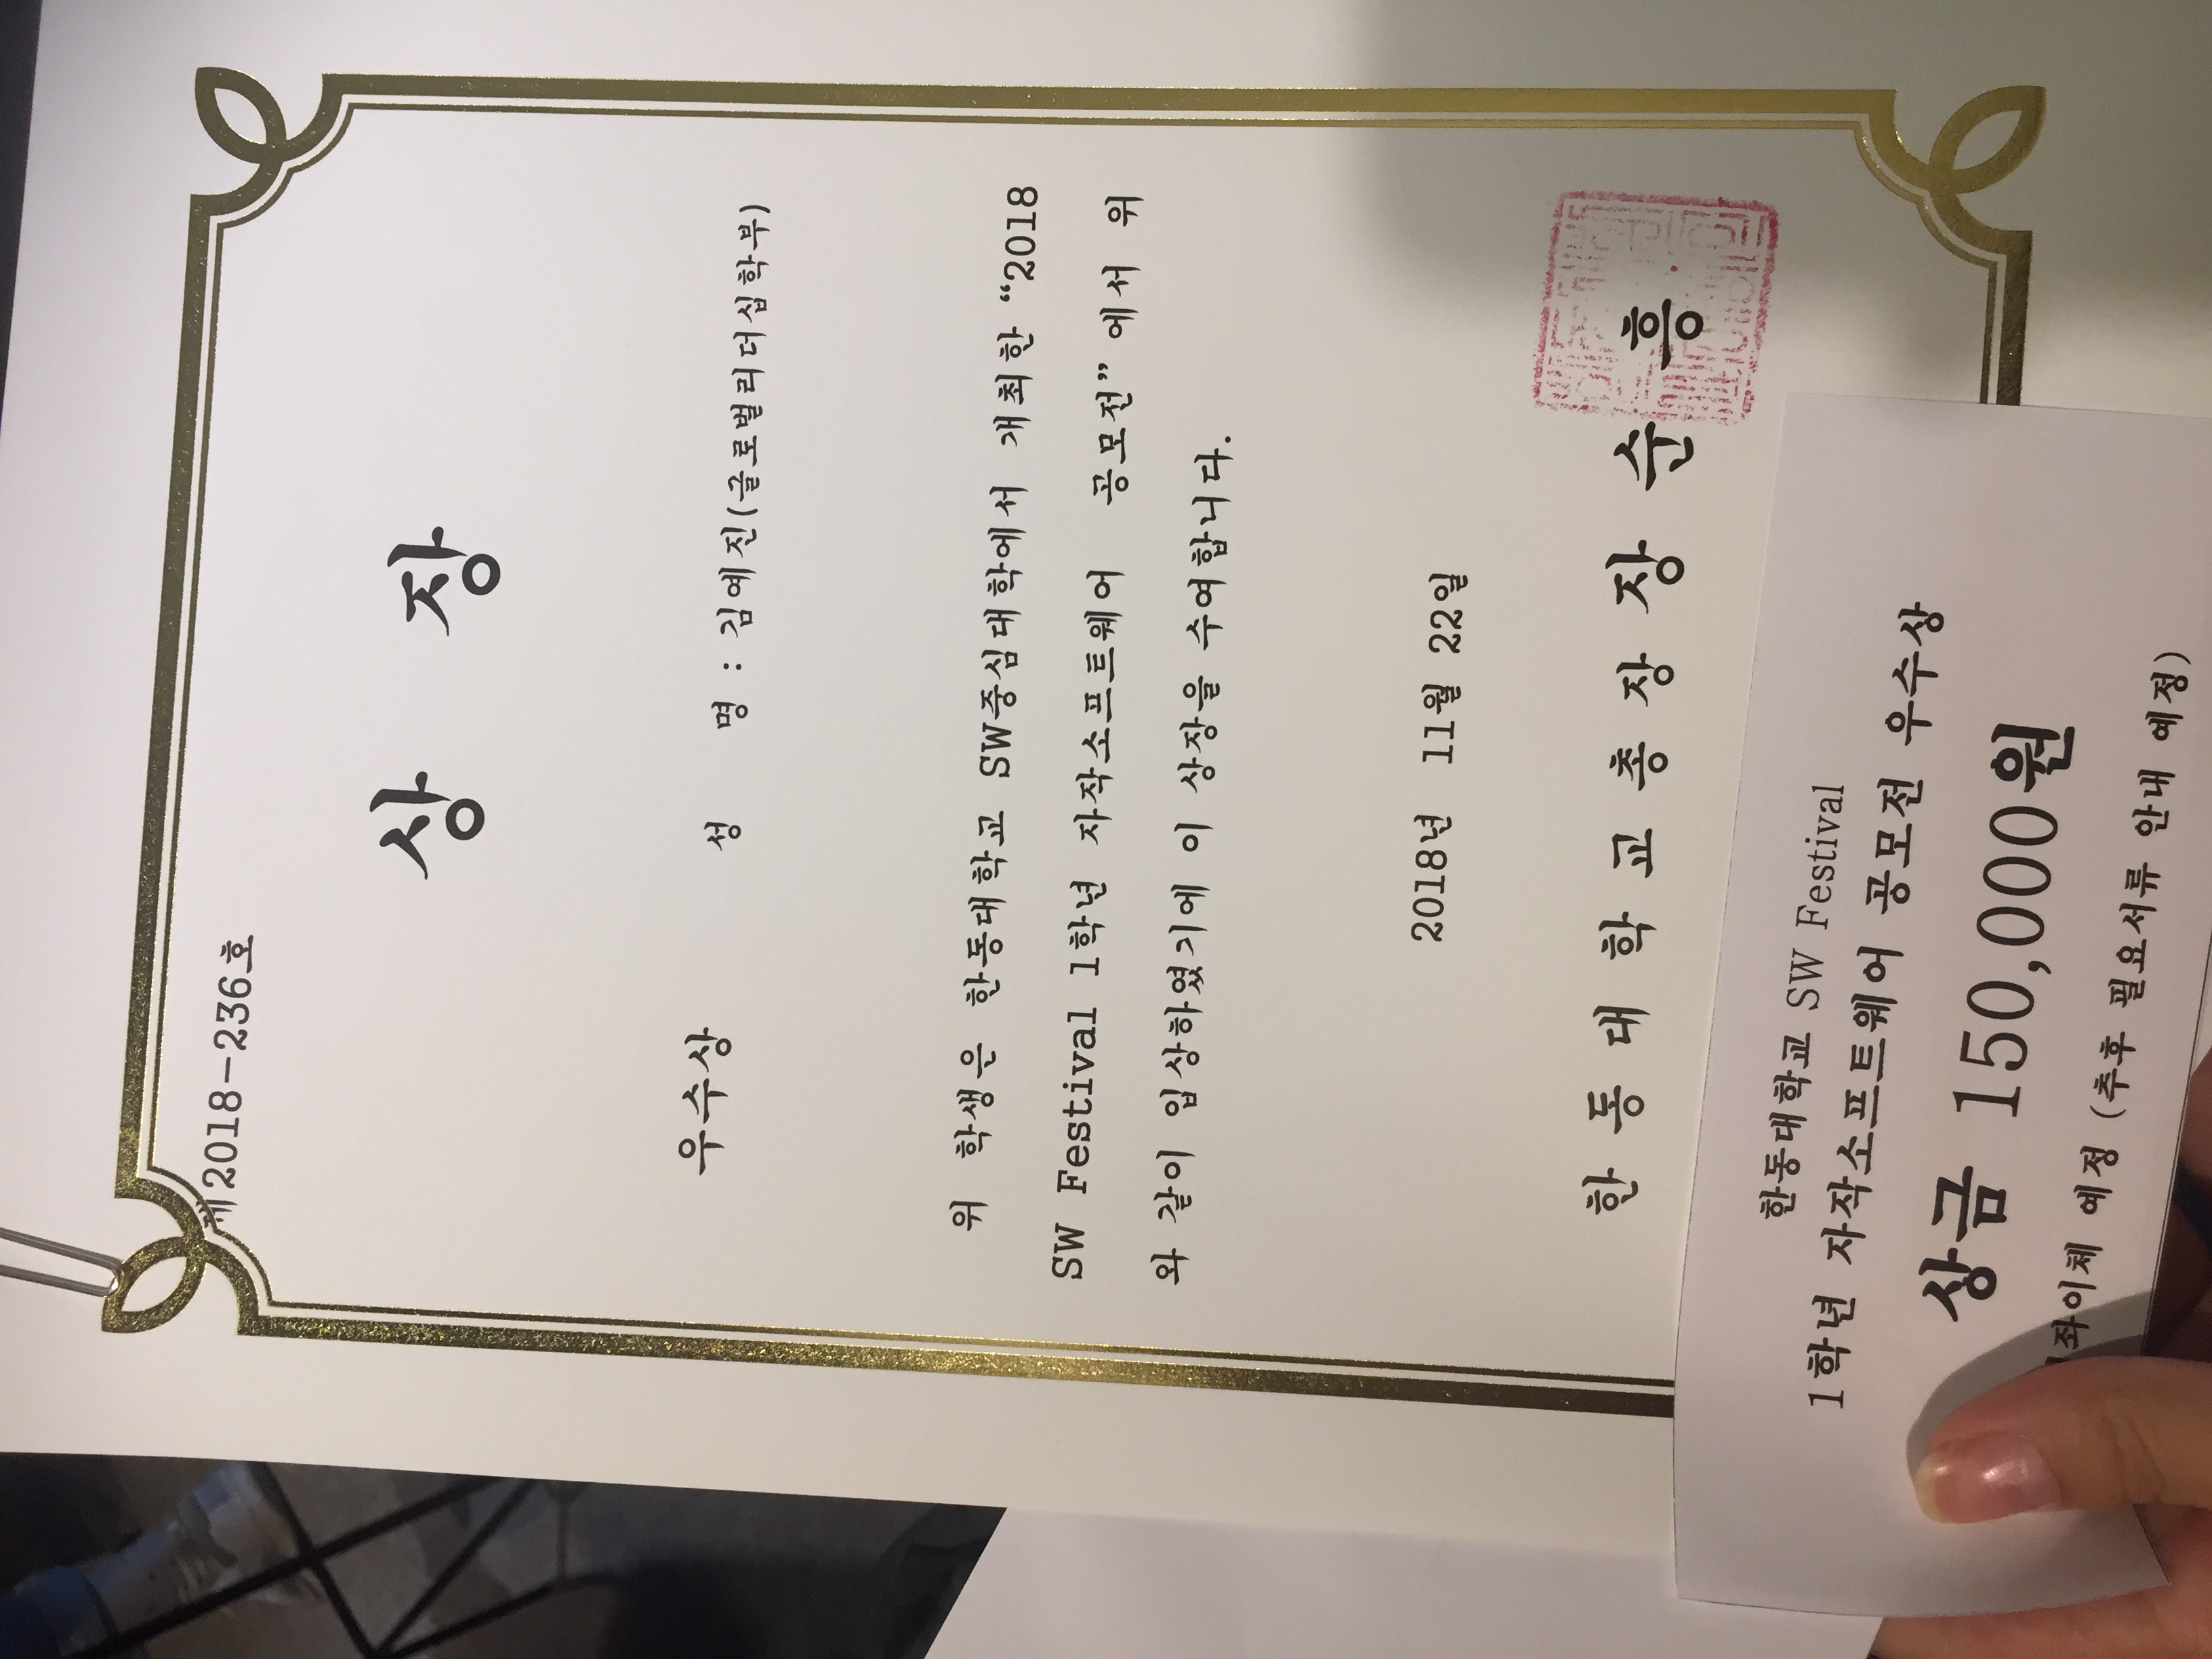 제2018-236호
상 장
우수상 성 명 : 김예진(글로벌리더십학부)
위 학생은 한동대학교 SW중심대학에서 개최한 “2018
SW Festival 1학년 자작소프트웨어 공모전” 에서 위
와 같이 입상하였기에 이 상장을 수여합니다.
2018년 11월 22일
한 동 대 학 교 총 장 장 순 흥
한동대학교 SW Festival
1학년 자작소프트웨어 공모전 우수상
상금 150,000원
좌이체 예정 (추후 필요서류 안내 예정)